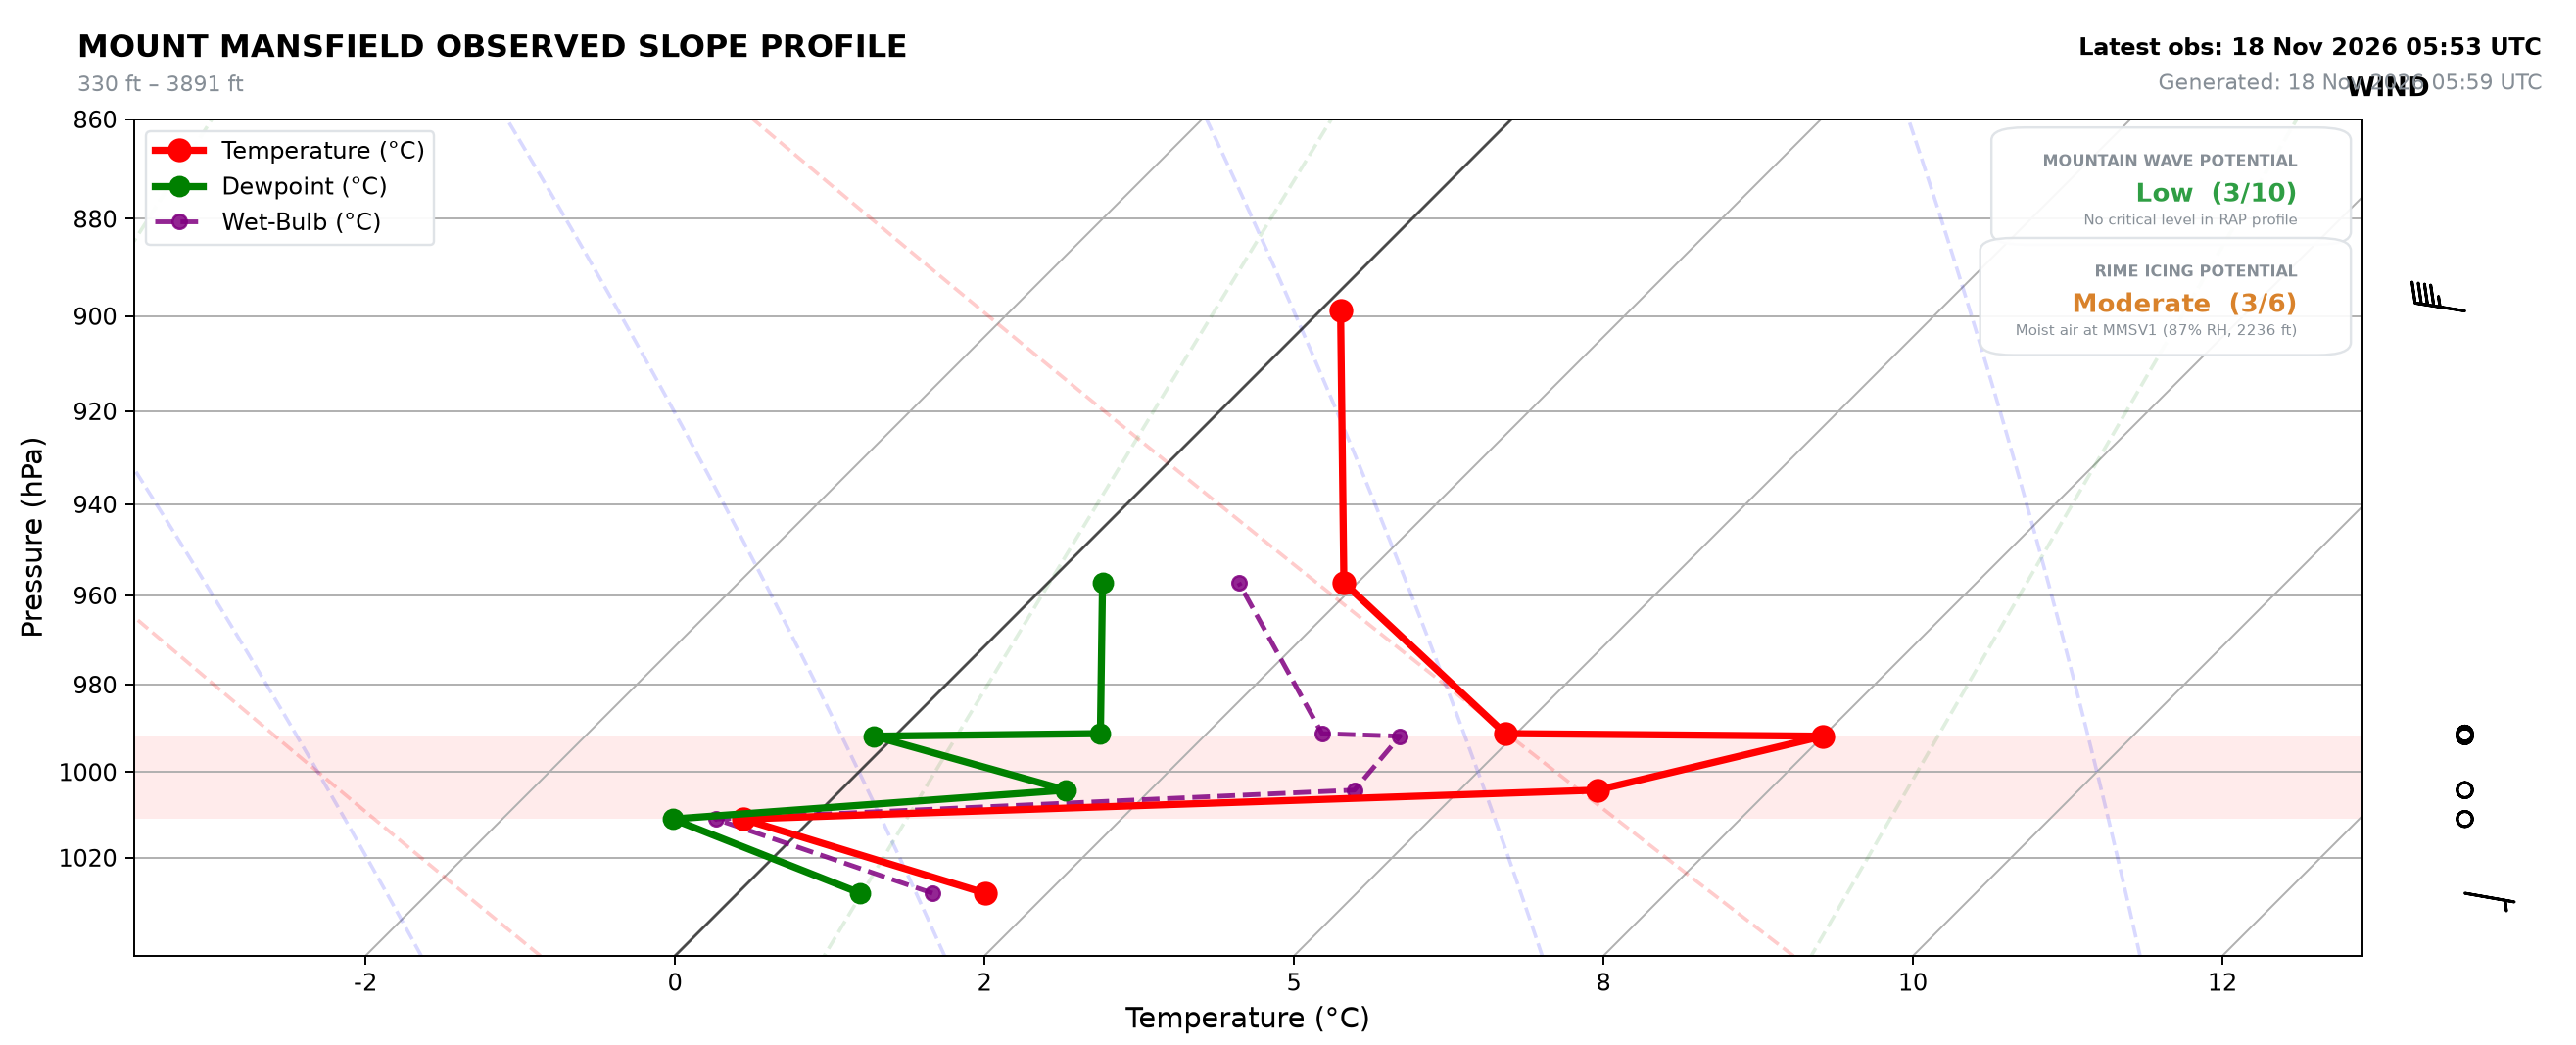 MOUNT MANSFIELD OBSERVED SLOPE PROFILE
330 ft – 3891 ft
Latest obs: 18 Nov 2026 05:53 UTC
Generated: 18 Nov 2026 05:59 UTC
WIND
Temperature (°C)
Dewpoint (°C)
Wet-Bulb (°C)
MOUNTAIN WAVE POTENTIAL
Low (3/10)
No critical level in RAP profile
RIME ICING POTENTIAL
Moderate (3/6)
Moist air at MMSV1 (87% RH, 2236 ft)
Pressure (hPa)
860
880
900
920
940
960
980
1000
1020
-2
0
2
5
8
10
12
Temperature (°C)